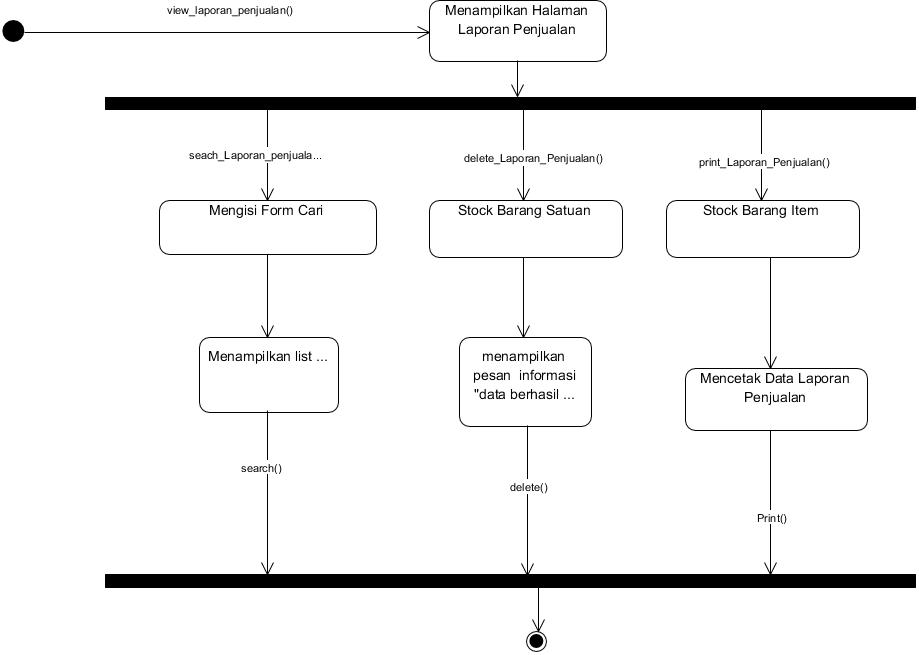 view_laporan_penjualan()
Menampilkan Halaman
Laporan Penjualan
seach_Laporan_penjuala...
delete_Laporan_Penjualan()
print_Laporan_Penjualan()
Mengisi Form Cari
Stock Barang Satuan
Stock Barang Item
Menampilkan list ...
menampilkan
pesan informasi
"data berhasil ...
Mencetak Data Laporan
Penjualan
search()
delete()
Print()